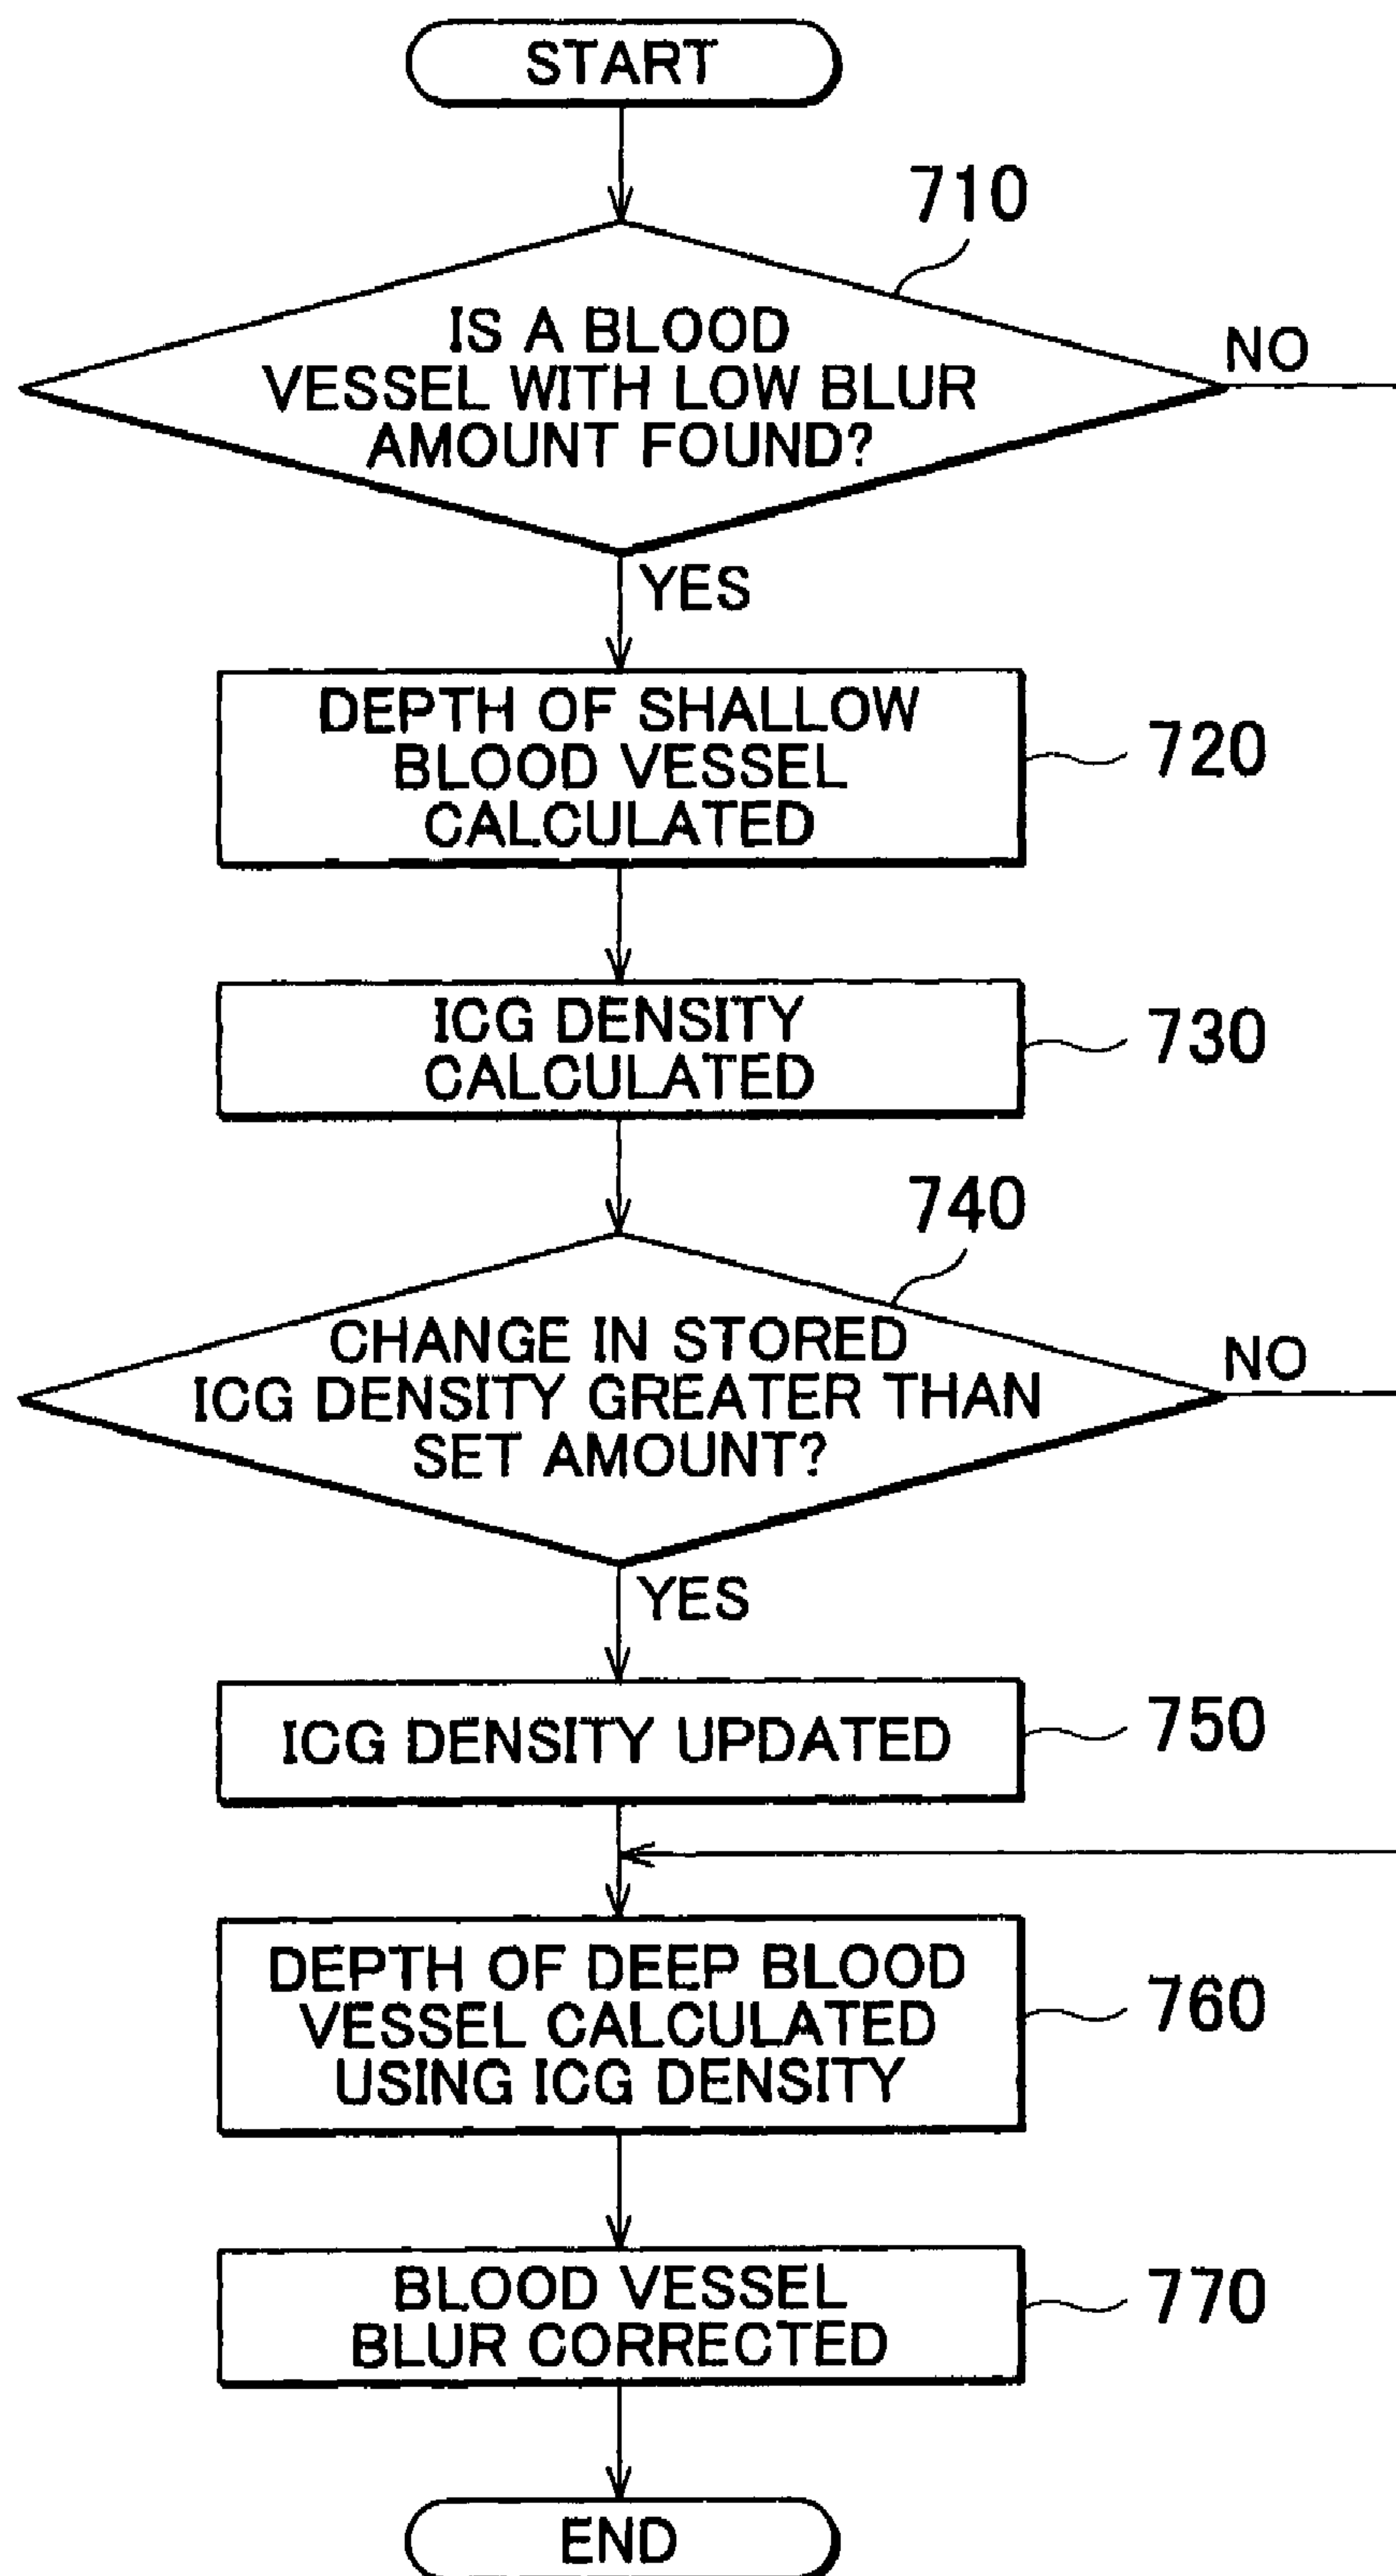 START
710
IS A BLOOD
VESSEL WITH LOW BLUR
AMOUNT FOUND?
NO
YES
DEPTH OF SHALLOW
BLOOD VESSEL
CALCULATED
720
ICG DENSITY
CALCULATED
730
740
CHANGE IN STORED
ICG DENSITY GREATER THAN
SET AMOUNT?
NO
YES
ICG DENSITY UPDATED
750
DEPTH OF DEEP BLOOD
VESSEL CALCULATED
USING ICG DENSITY
760
BLOOD VESSEL
BLUR CORRECTED
770
END